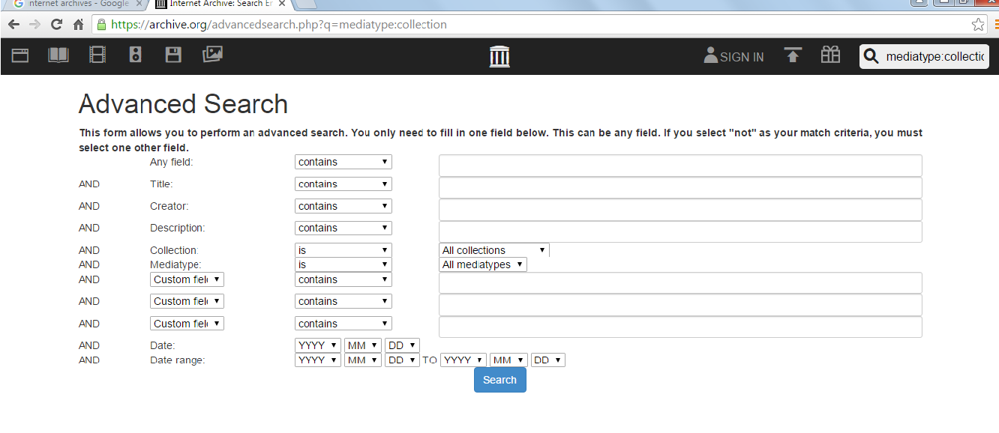 nternet archives - Google
Internet Archive: Search En
https://archive.org/advancedsearch.php?q=mediatype:collection
SIGN IN
mediatype:collectio
Advanced Search
This form allows you to perform an advanced search. You only need to fill in one field below. This can be any field. If you select "not" as your match criteria, you must
select one other field.
Any field: contains
AND Title: contains
AND Creator: contains
AND Description: contains
AND Collection: is All collections
AND Mediatype: is All mediatypes
AND Custom fiel contains
AND Custom fiel contains
AND Custom fiel contains
AND Date: YYYY MM DD
AND Date range: YYYY MM DD TO YYYY MM DD
Search